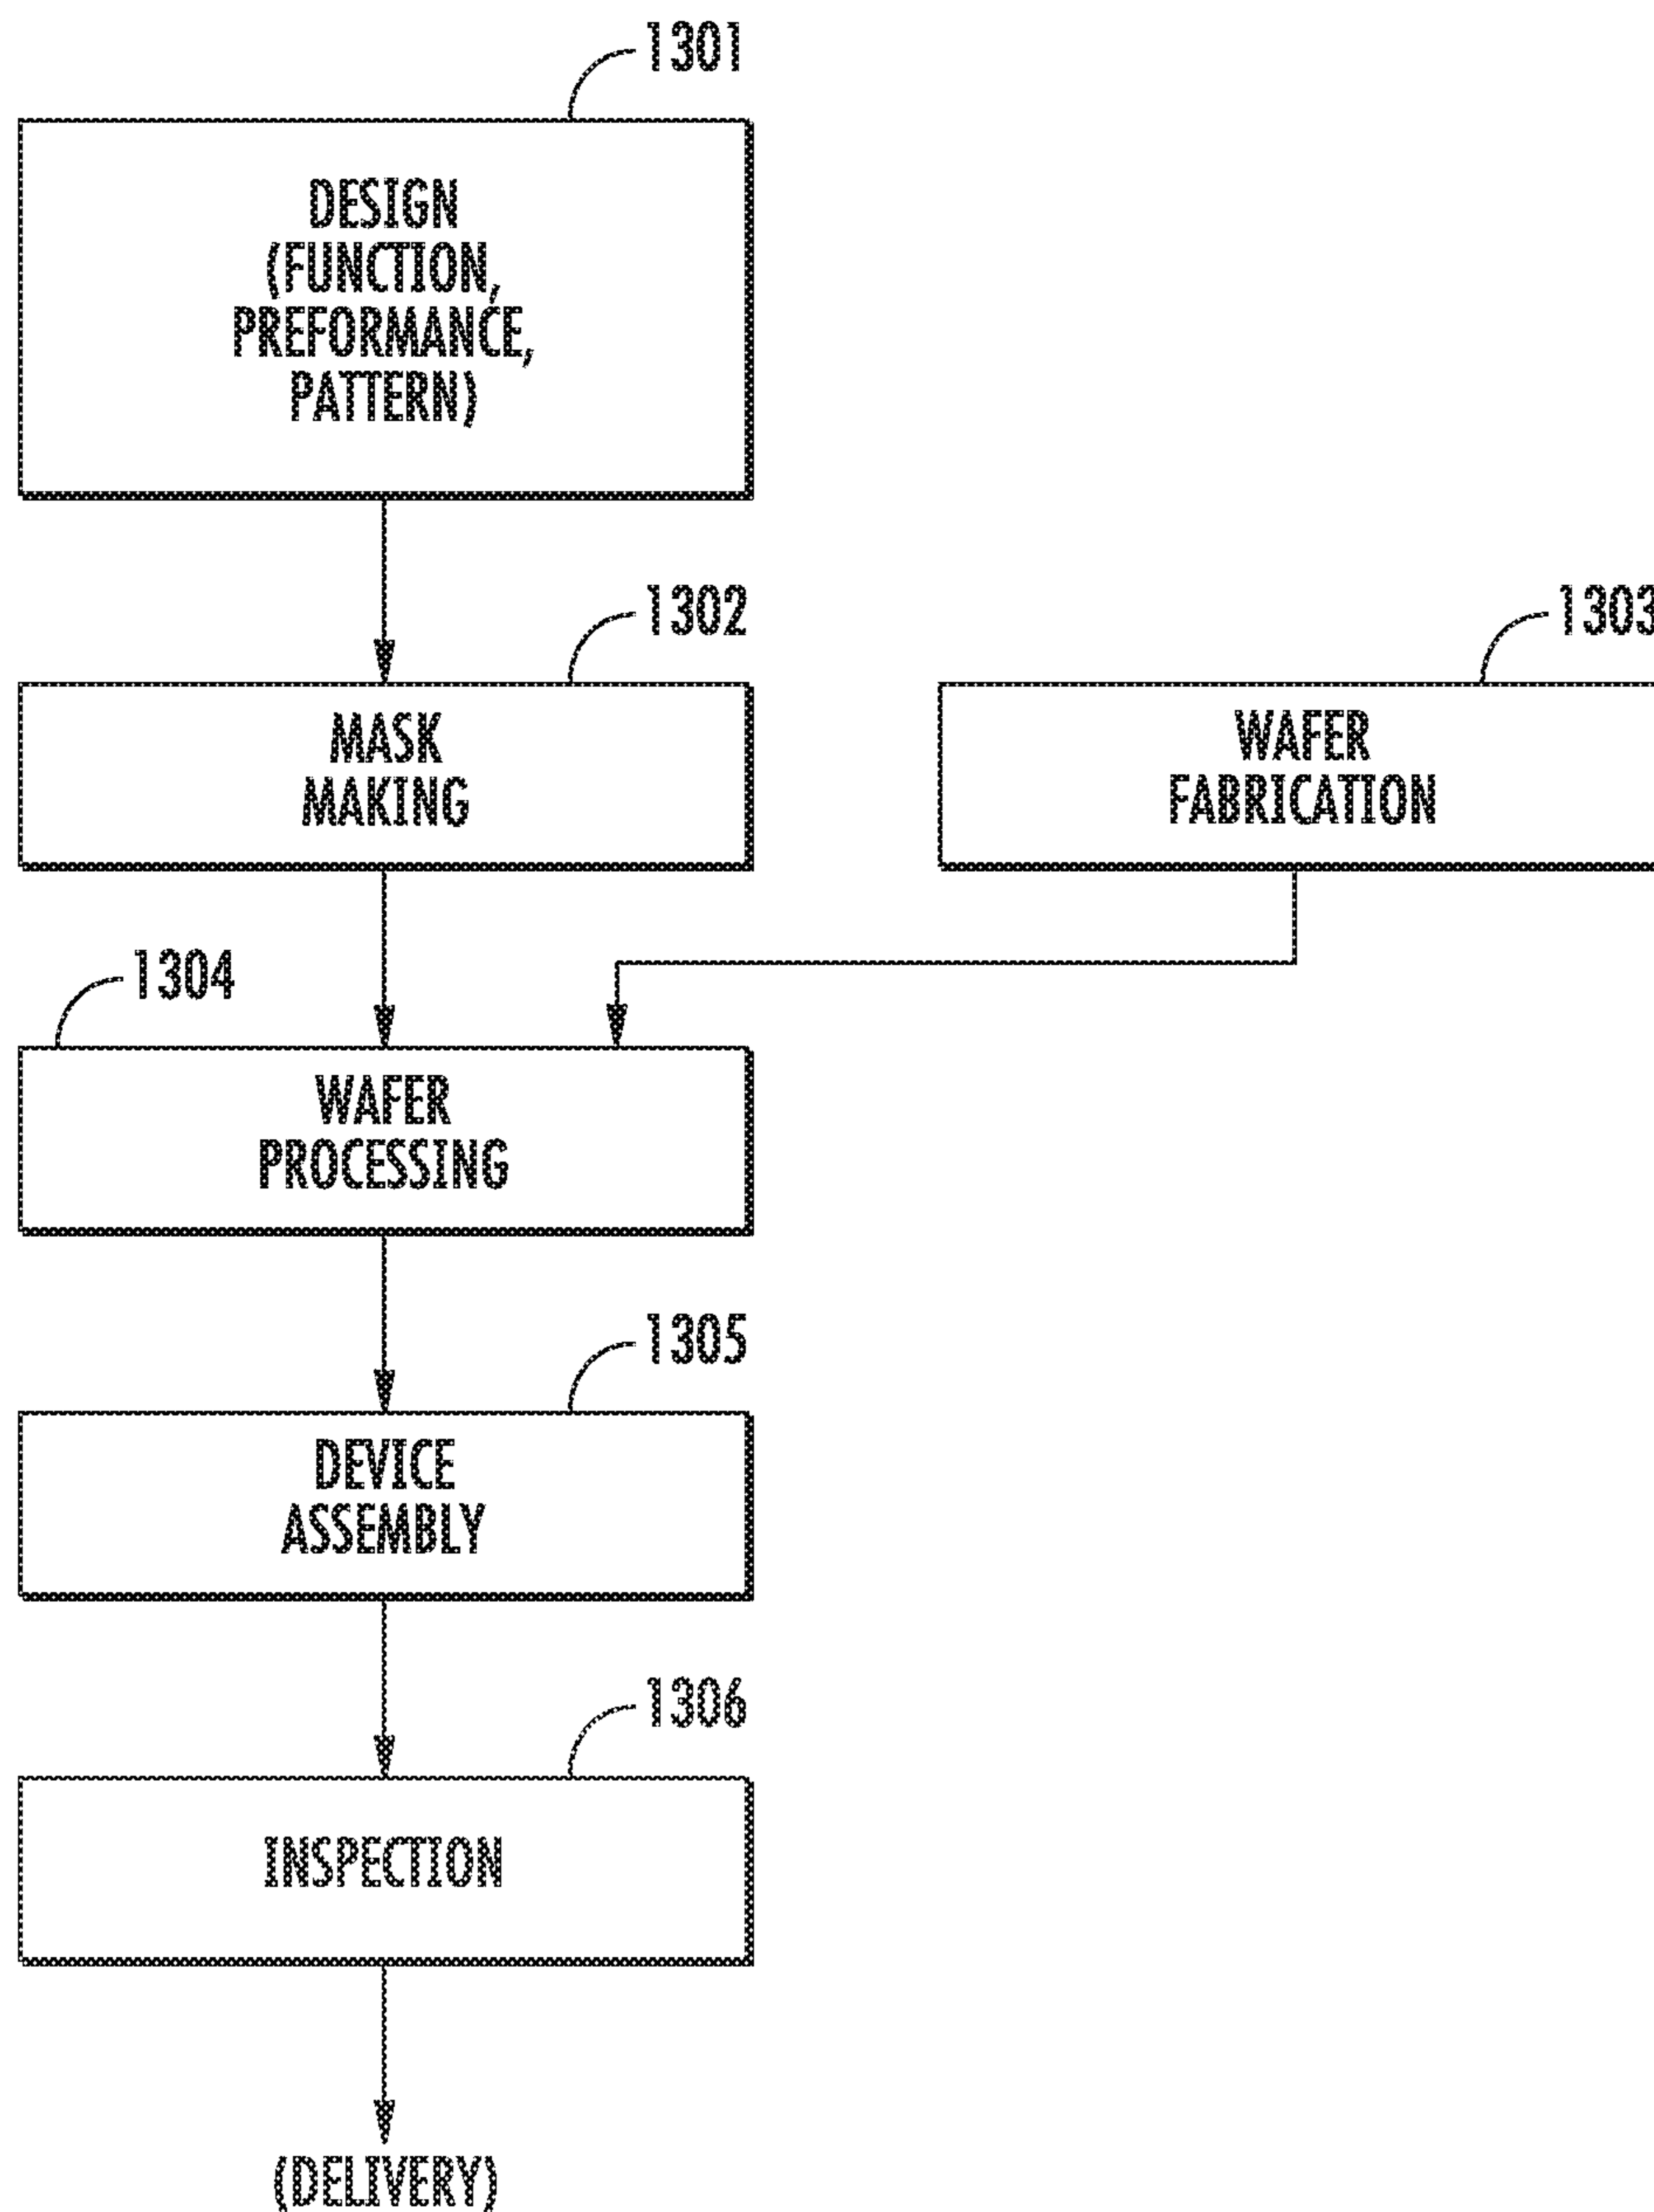 1301
DESIGN
(FUNCTION,
PREFORMANCE,
PATTERN)
1302
MASK
MAKING
1303
WAFER
FABRICATION
1304
WAFER
PROCESSING
1305
DEVICE
ASSEMBLY
1306
INSPECTION
(DELIVERY)